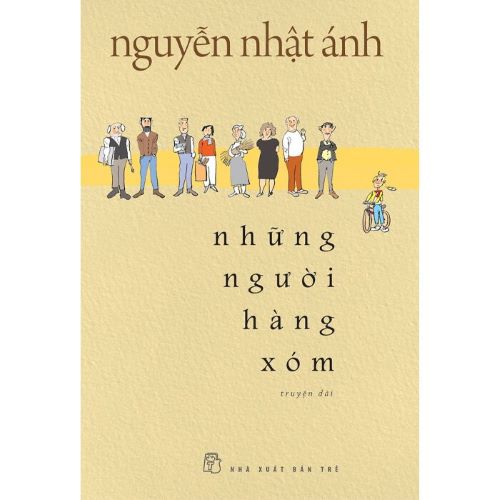 nguyễn nhật ánh
những
người
hàng
xóm
truyện dài
NHÀ XUẤT BẢN TRẺ